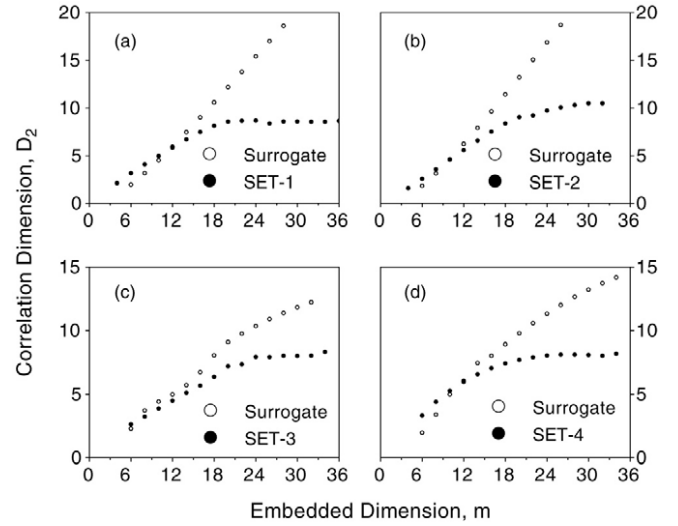 20 20
(a) (b)
15 15
10 10
Surrogate Surrogate
5 5
SET-1 SET-2
0 0
0 6 12 18 24 30 36 0 6 12 18 24 30 36
Correlation Dimension, D2
15 15
(c) (d)
10 10
5 Surrogate Surrogate 5
SET-3 SET-4
0 0
0 6 12 18 24 30 36 0 6 12 18 24 30 36
Embedded Dimension, m